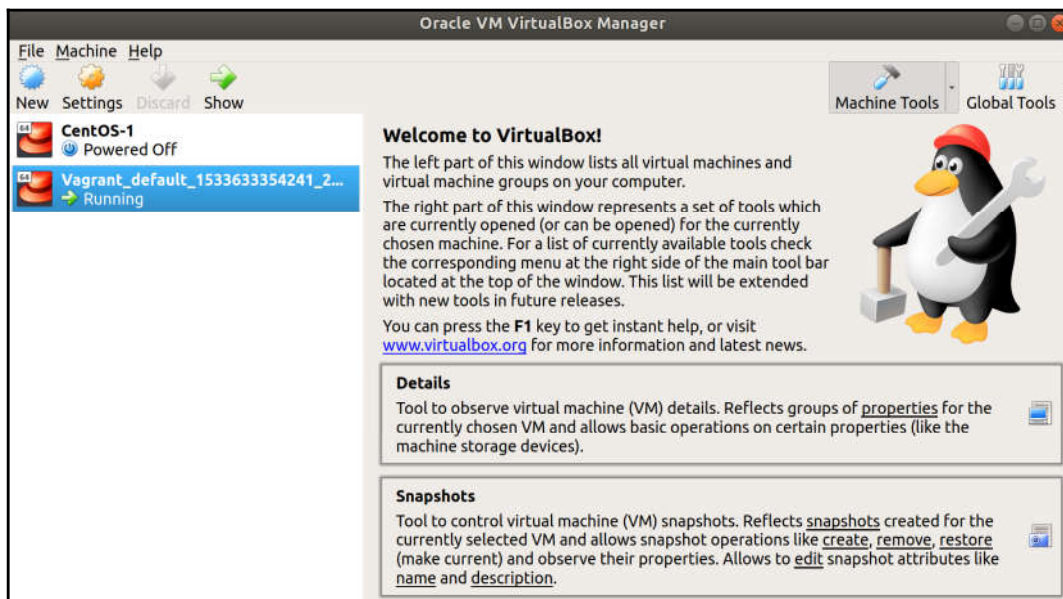 Oracle VM VirtualBox Manager
File Machine Help
New Settings Discard Show
Machine Tools Global Tools
64 CentOS-1
Powered Off
64 Vagrant_default_1533633354241_2...
Running
Welcome to VirtualBox!
The left part of this window lists all virtual machines and
virtual machine groups on your computer.
The right part of this window represents a set of tools which
are currently opened (or can be opened) for the currently
chosen machine. For a list of currently available tools check
the corresponding menu at the right side of the main tool bar
located at the top of the window. This list will be extended
with new tools in future releases.
You can press the F1 key to get instant help, or visit
www.virtualbox.org for more information and latest news.
Details
Tool to observe virtual machine (VM) details. Reflects groups of properties for the
currently chosen VM and allows basic operations on certain properties (like the
machine storage devices).
Snapshots
Tool to control virtual machine (VM) snapshots. Reflects snapshots created for the
currently selected VM and allows snapshot operations like create, remove, restore
(make current) and observe their properties. Allows to edit snapshot attributes like
name and description.